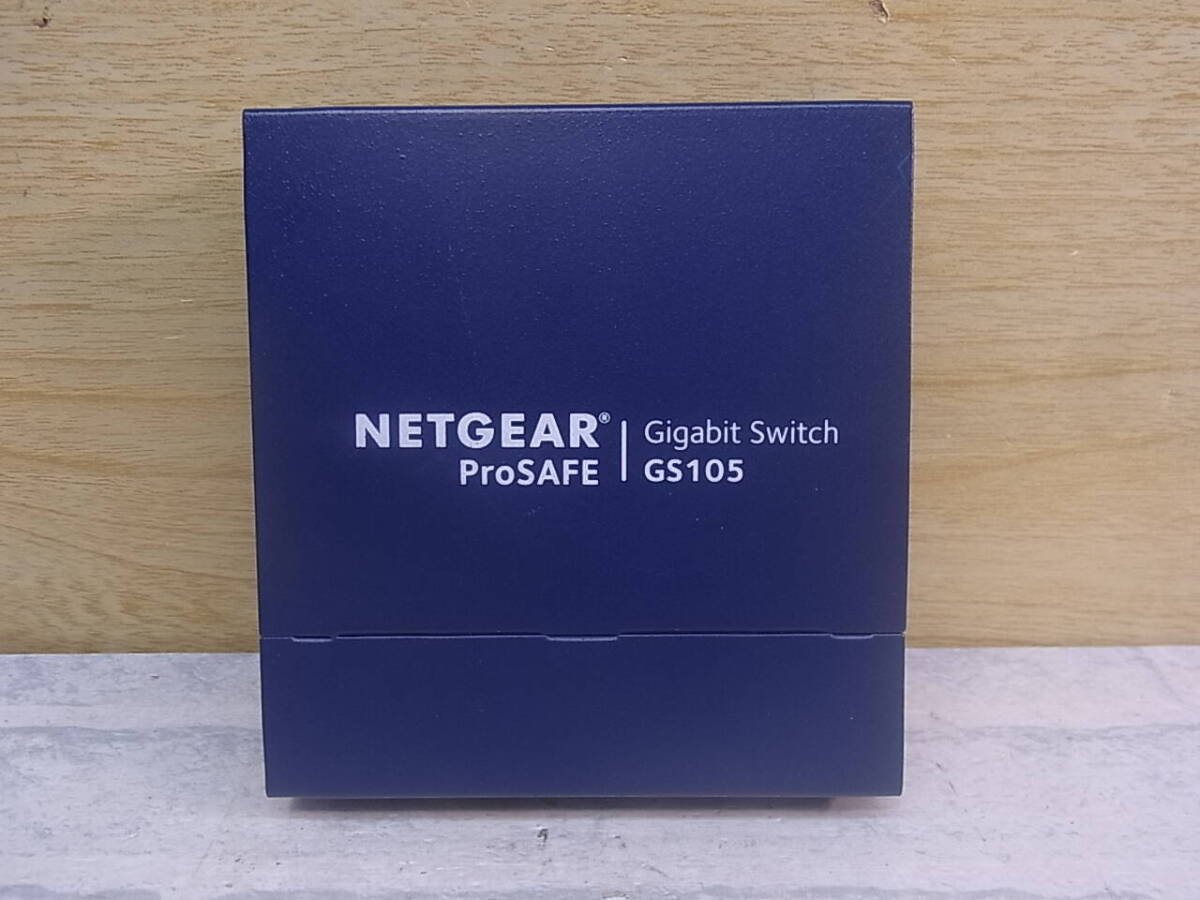 NETGEAR® | Gigabit Switch
ProSAFE | GS105